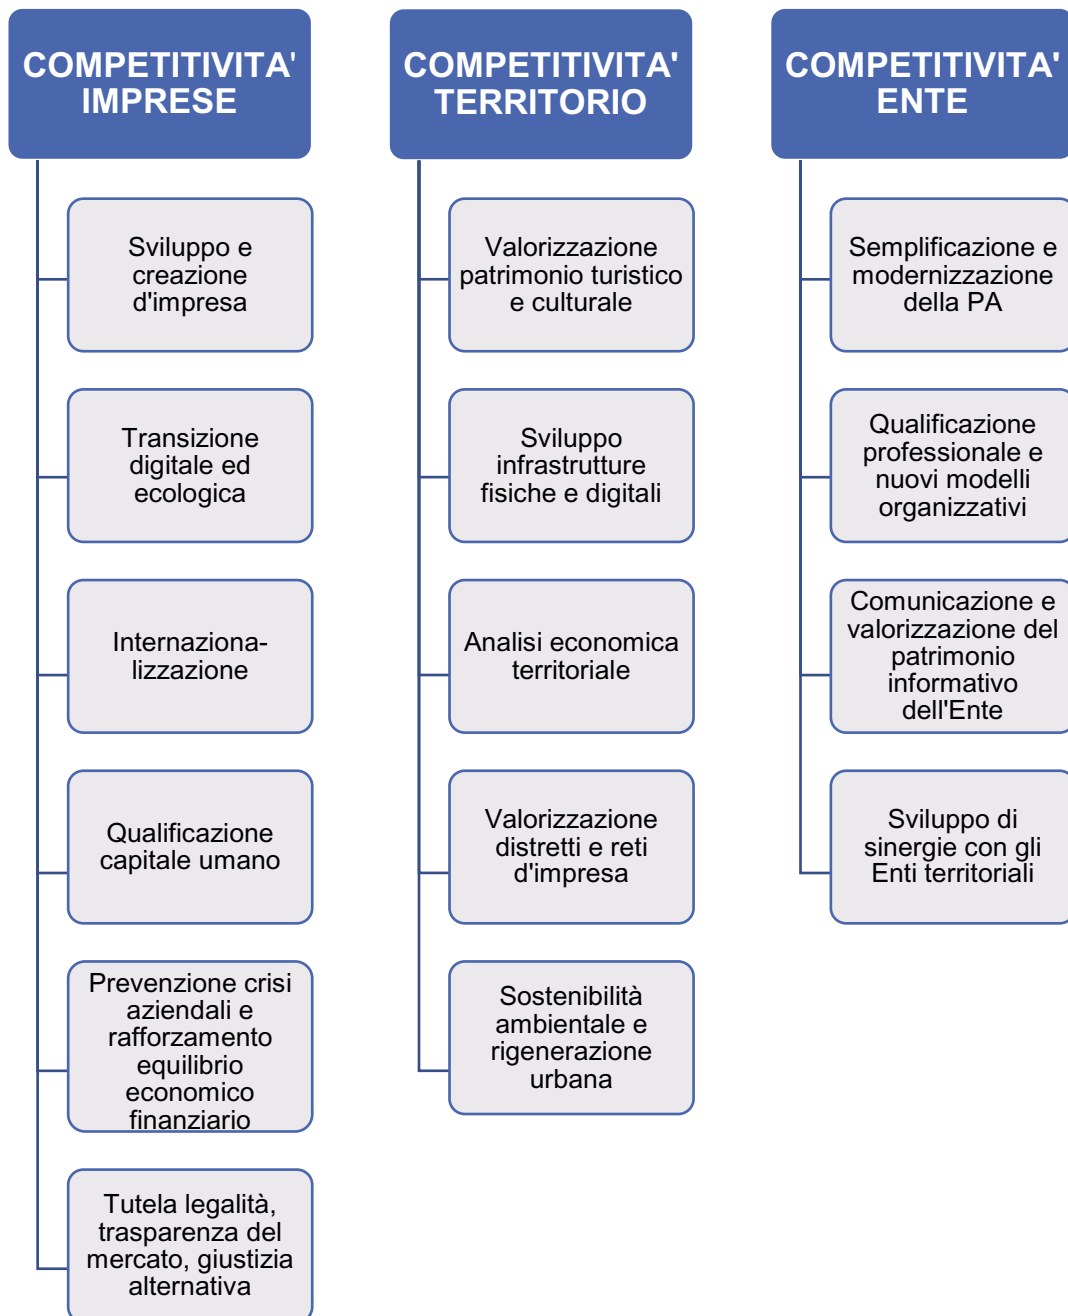 COMPETITIVITA'
IMPRESE
Sviluppo e
creazione
d'impresa
Transizione
digitale ed
ecologica
Internaziona-
lizzazione
Qualificazione
capitale umano
Prevenzione crisi
aziendali e
rafforzamento
equilibrio
economico
finanziario
Tutela legalità,
trasparenza del
mercato, giustizia
alternativa
COMPETITIVITA'
TERRITORIO
Valorizzazione
patrimonio turistico
e culturale
Sviluppo
infrastrutture
fisiche e digitali
Analisi economica
territoriale
Valorizzazione
distretti e reti
d'impresa
Sostenibilità
ambientale e
rigenerazione
urbana
COMPETITIVITA'
ENTE
Semplificazione e
modernizzazione
della PA
Qualificazione
professionale e
nuovi modelli
organizzativi
Comunicazione e
valorizzazione del
patrimonio
informativo
dell'Ente
Sviluppo di
sinergie con gli
Enti territoriali